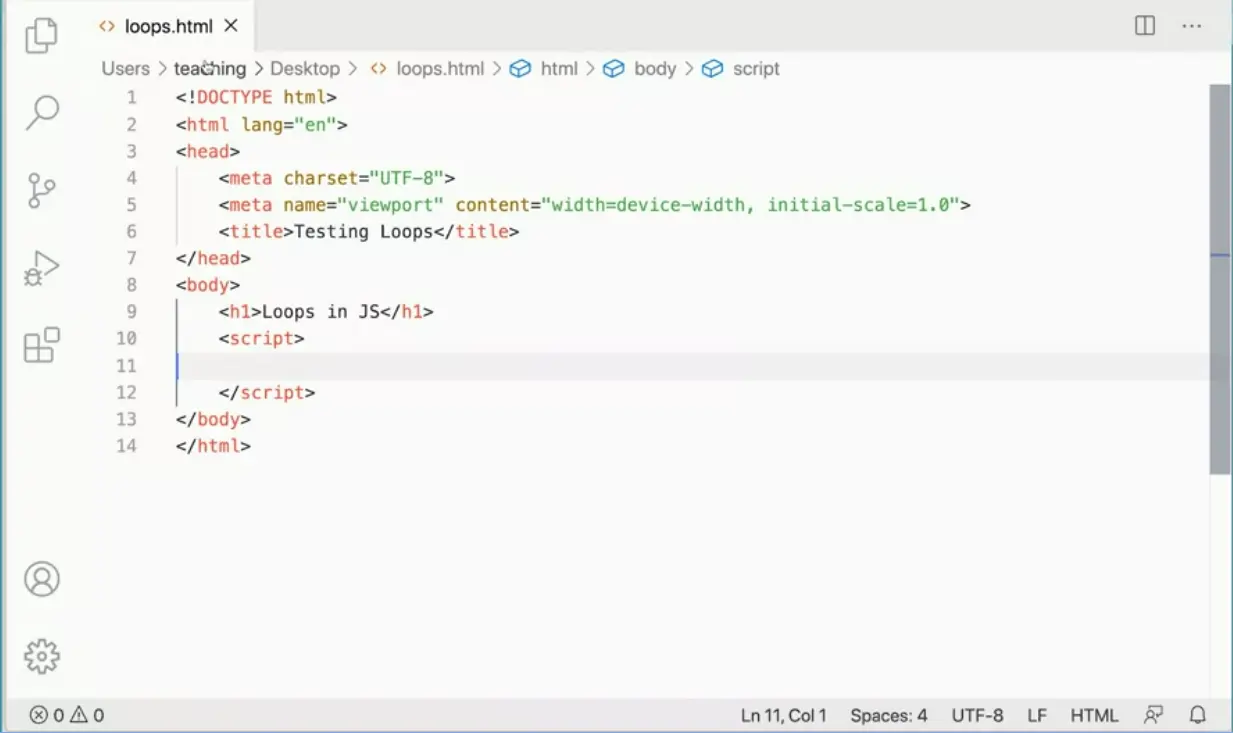 loops.html
Users > teaching > Desktop > loops.html > html > body > script
1 <!DOCTYPE html>
2 <html lang="en">
3 <head>
4     <meta charset="UTF-8">
5     <meta name="viewport" content="width=device-width, initial-scale=1.0">
6     <title>Testing Loops</title>
7 </head>
8 <body>
9     <h1>Loops in JS</h1>
10     <script>
11
12     </script>
13 </body>
14 </html>
0 0 Ln 11, Col 1 Spaces: 4 UTF-8 LF HTML